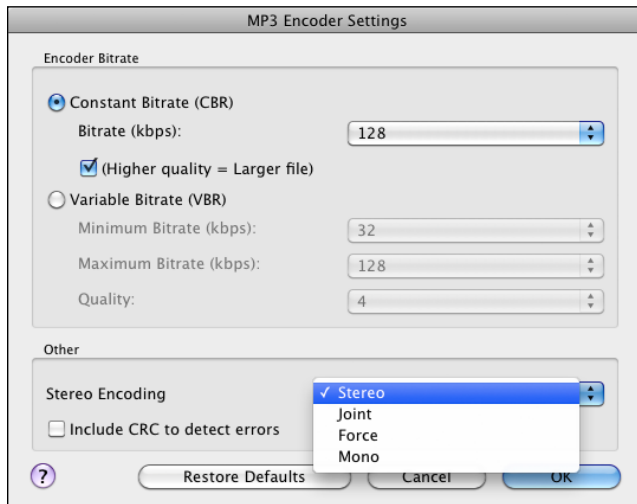 MP3 Encoder Settings
Encoder Bitrate
Constant Bitrate (CBR)
Bitrate (kbps): 128
(Higher quality = Larger file)
Variable Bitrate (VBR)
Minimum Bitrate (kbps): 32
Maximum Bitrate (kbps): 128
Quality: 4
Other
Stereo Encoding ✓ Stereo
Joint
Include CRC to detect errors Force
Mono
? Restore Defaults Cancel OK